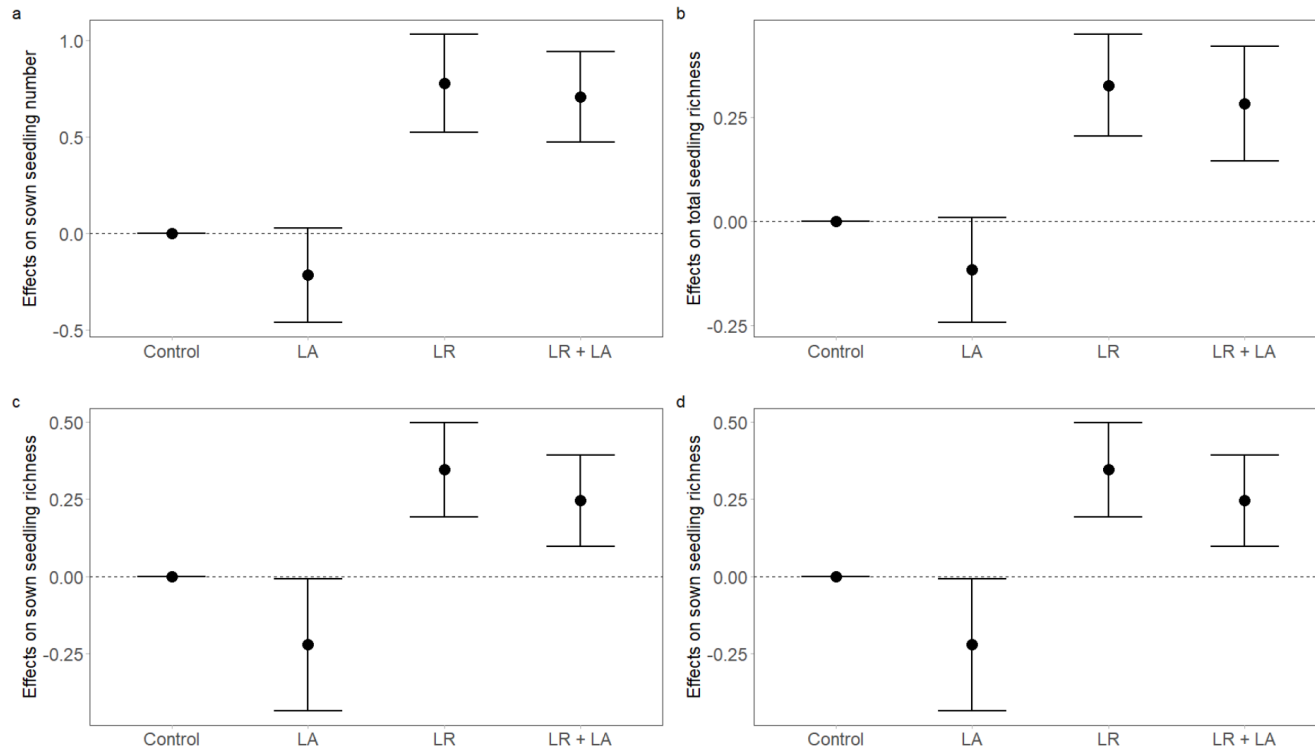 a
Effects on sown seedling number
1.0
0.5
0.0
-0.5
Control LA LR LR + LA
b
Effects on total seedling richness
0.25
0.00
-0.25
Control LA LR LR + LA
c
Effects on sown seedling richness
0.50
0.25
0.00
-0.25
Control LA LR LR + LA
d
Effects on sown seedling richness
0.50
0.25
0.00
-0.25
Control LA LR LR + LA